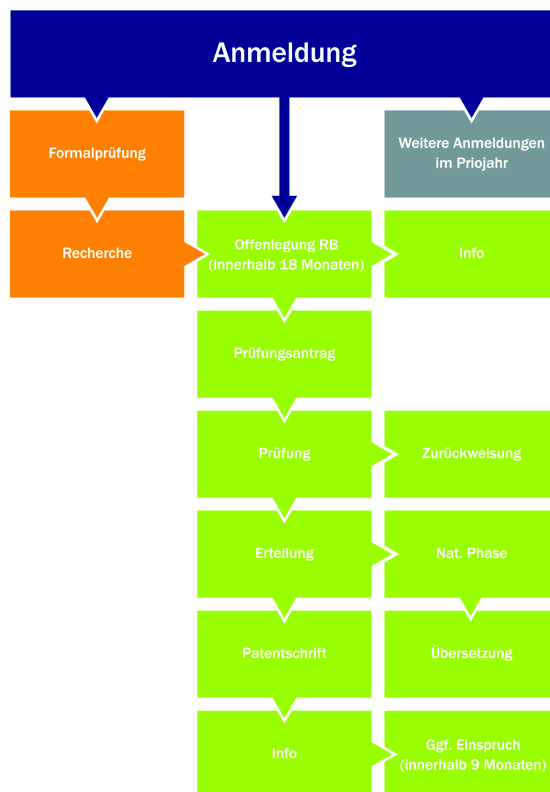 Anmeldung
Formalprüfung
Weitere Anmeldungen
im Priojahr
Recherche
Offenlegung RB
(innerhalb 18 Monaten)
Info
Prüfungsantrag
Prüfung
Zurückweisung
Erteilung
Nat. Phase
Patentschrift
Übersetzung
Info
Ggf. Einspruch
(innerhalb 9 Monaten)